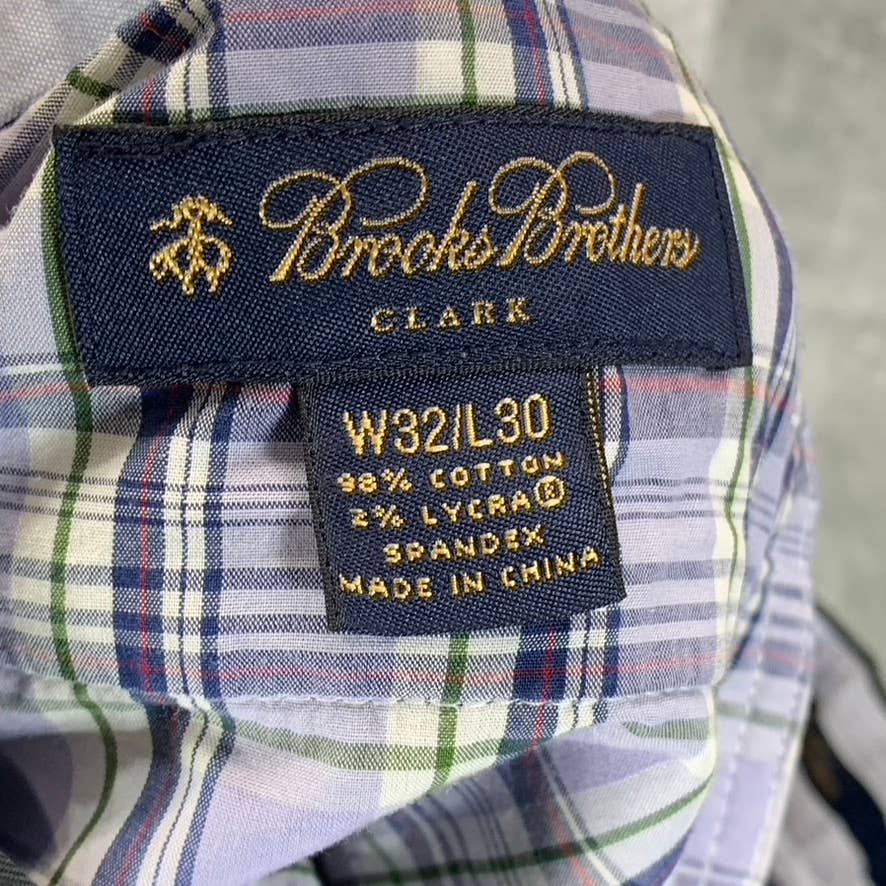 Brooks Brothers
CLARK
W32/L30
98% COTTON
2% LYCRA®
SPANDEX
MADE IN CHINA